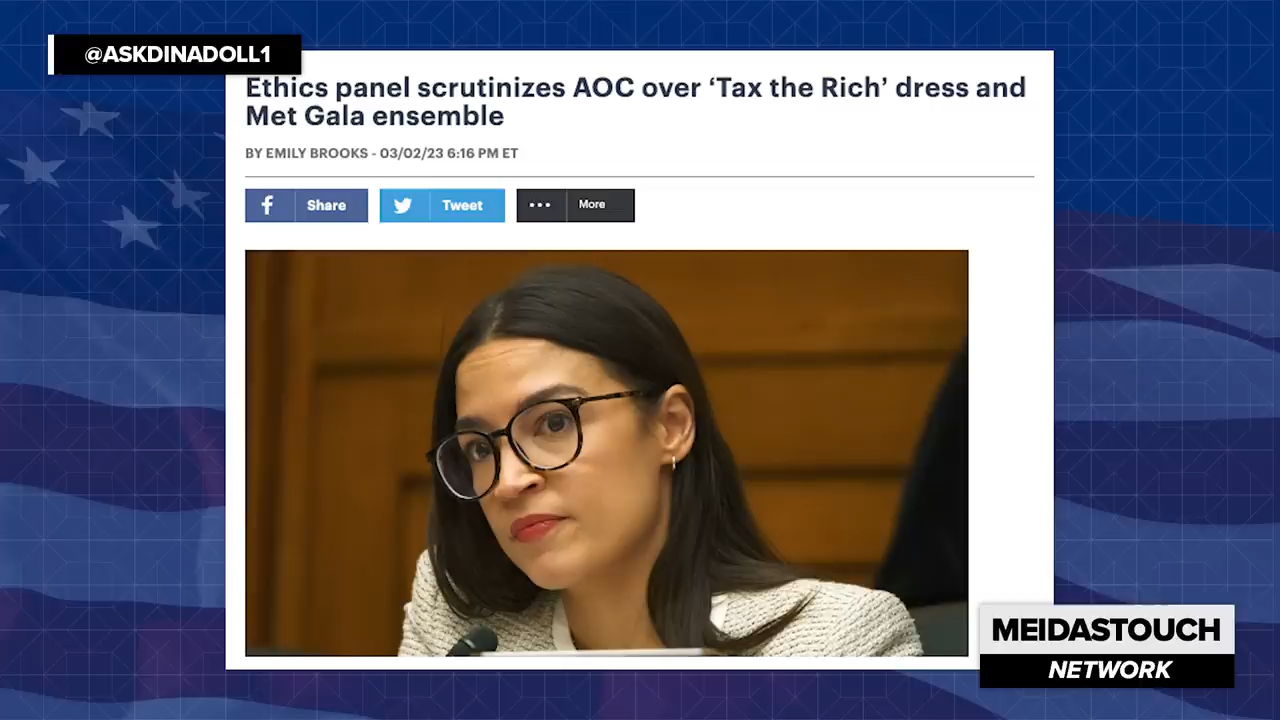 @ASKDINADOLL1
Ethics panel scrutinizes AOC over ‘Tax the Rich’ dress and
Met Gala ensemble
BY EMILY BROOKS - 03/02/23 6:16 PM ET
f Share
Tweet
••• More
MEIDASTOUCH
NETWORK